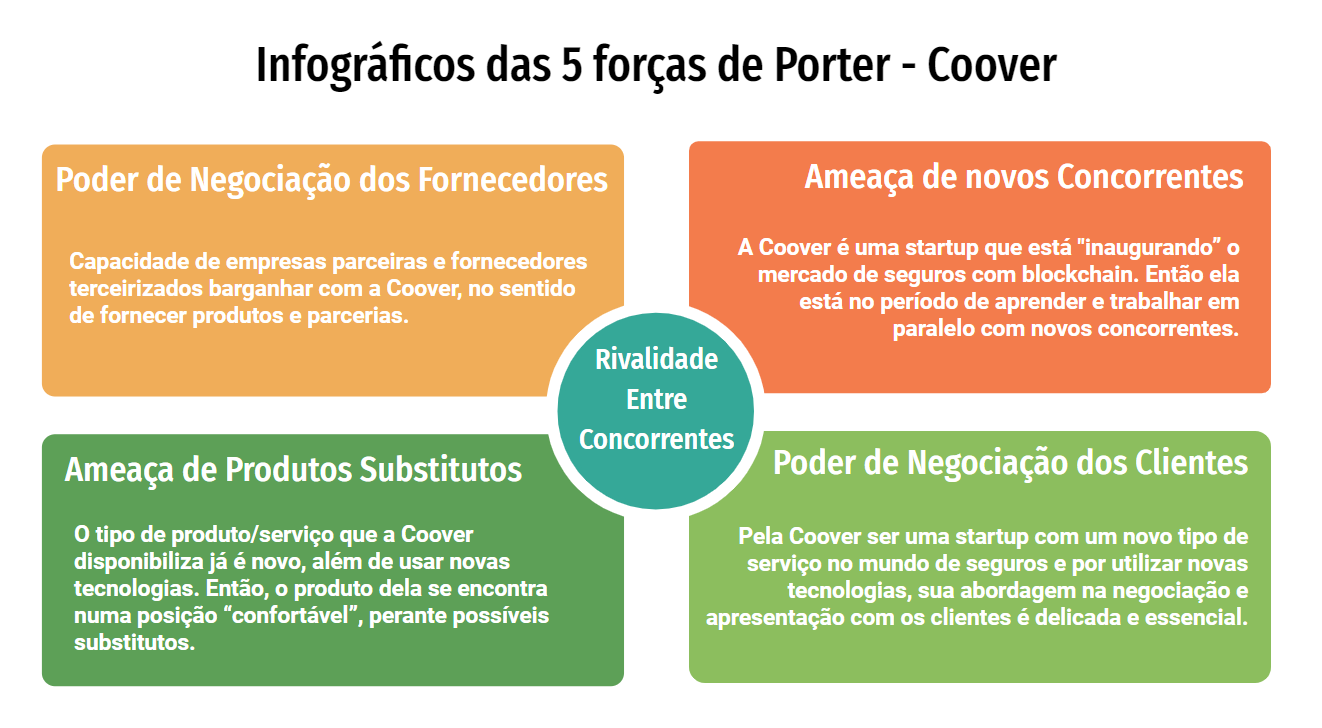 Infográficos das 5 forças de Porter - Coover
Poder de Negociação dos Fornecedores
Capacidade de empresas parceiras e fornecedores
terceirizados barganhar com a Coover, no sentido
de fornecer produtos e parcerias.
Ameaça de novos Concorrentes
A Coover é uma startup que está "inaugurando” o
mercado de seguros com blockchain. Então ela
está no período de aprender e trabalhar em
paralelo com novos concorrentes.
Rivalidade
Entre
Concorrentes
Ameaça de Produtos Substitutos
O tipo de produto/serviço que a Coover
disponibiliza já é novo, além de usar novas
tecnologias. Então, o produto dela se encontra
numa posição “confortável”, perante possíveis
substitutos.
Poder de Negociação dos Clientes
Pela Coover ser uma startup com um novo tipo de
serviço no mundo de seguros e por utilizar novas
tecnologias, sua abordagem na negociação e
apresentação com os clientes é delicada e essencial.